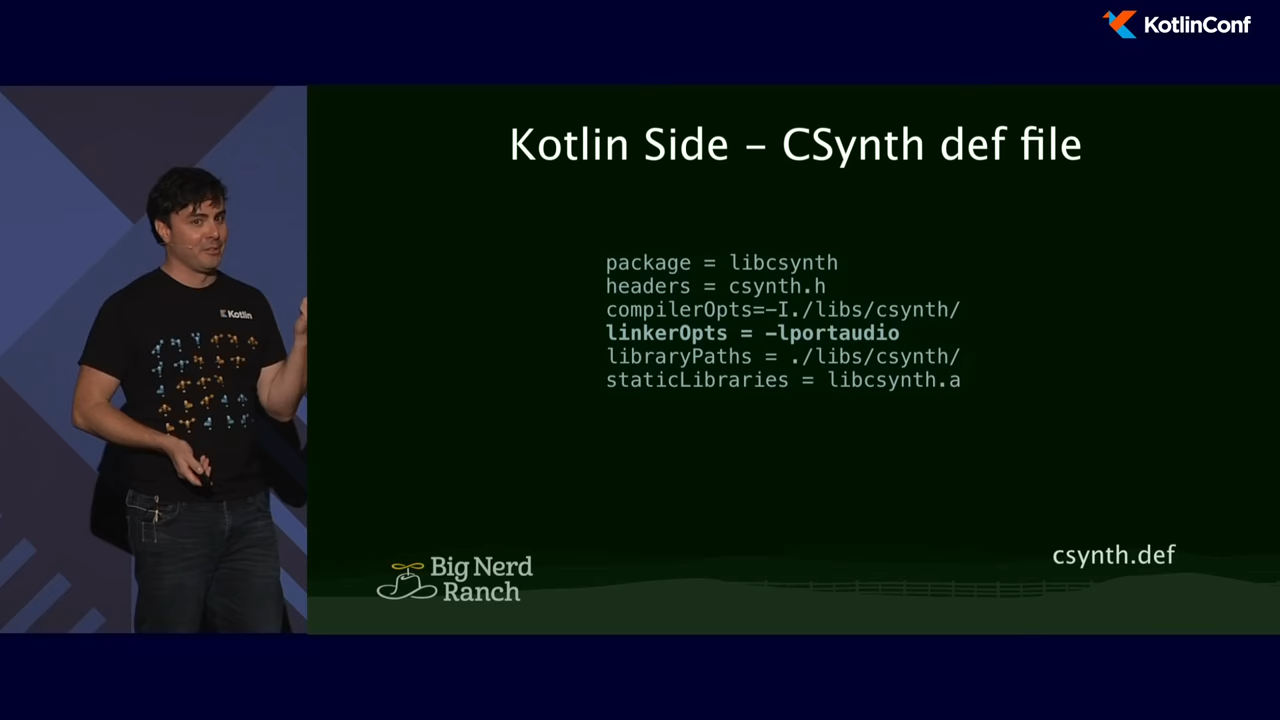 KotlinConf
Kotlin Side – CSynth def file
Kotlin
package = libcsynth
headers = csynth.h
compilerOpts=-I./libs/csynth/
linkerOpts = -lportaudio
libraryPaths = ./libs/csynth/
staticLibraries = libcsynth.a
csynth.def
Big Nerd
Ranch